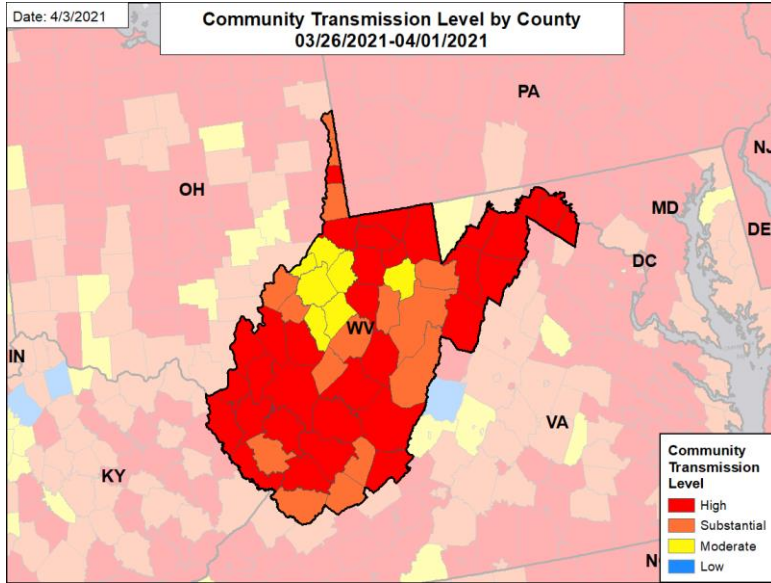 Date: 4/3/2021
Community Transmission Level by County
03/26/2021-04/01/2021
PA
NJ
OH
MD
DE
DC
WV
IN
VA
KY
Community
Transmission
Level
High
Substantial
Moderate
Low